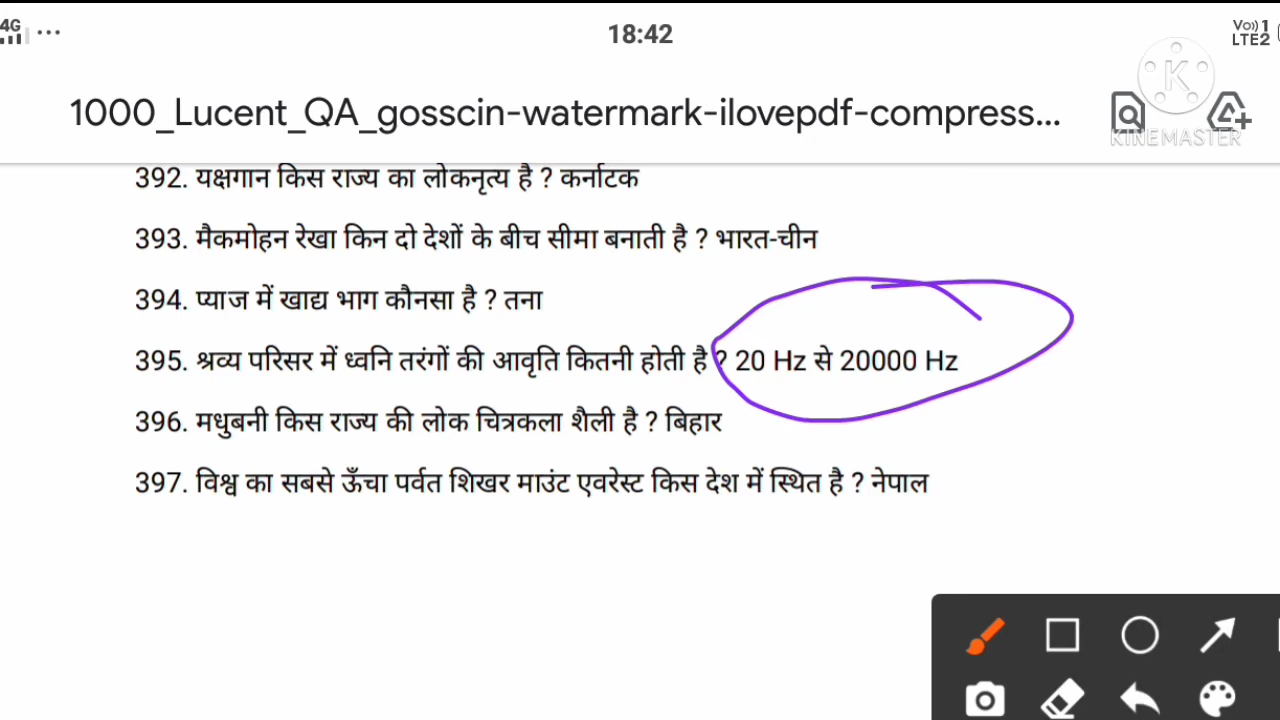 4G ... 18:42 Vo)) 1
LTE2
1000_Lucent_QA_gosscin-watermark-ilovepdf-compress...
K
KINEMASTER
392. यक्षगान किस राज्य का लोकनृत्य है ? कर्नाटक
393. मैकमोहन रेखा किन दो देशों के बीच सीमा बनाती है ? भारत-चीन
394. प्याज में खाद्य भाग कौनसा है ? तना
395. श्रव्य परिसर में ध्वनि तरंगों की आवृति कितनी होती है ? 20 Hz से 20000 Hz
396. मधुबनी किस राज्य की लोक चित्रकला शैली है ? बिहार
397. विश्व का सबसे ऊँचा पर्वत शिखर माउंट एवरेस्ट किस देश में स्थित है ? नेपाल